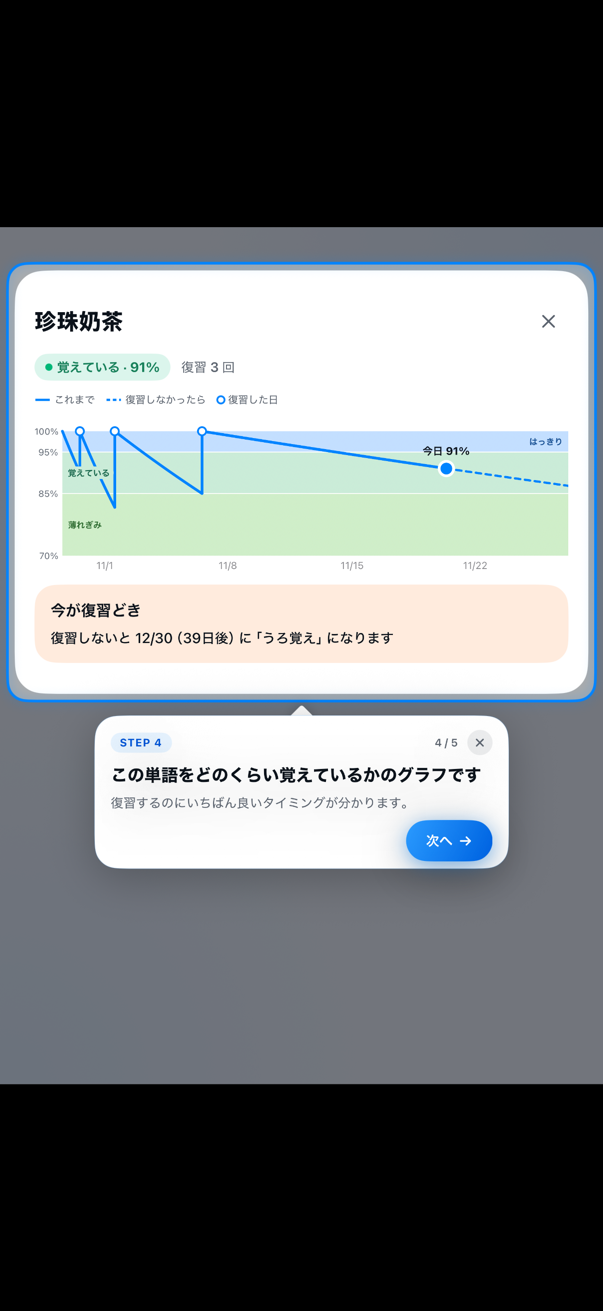 珍珠奶茶
覚えている · 91%
復習 3 回
これまで
復習しなかったら
復習した日
100%
95%
85%
70%
はっきり
今日 91%
覚えている
薄れぎみ
11/1
11/8
11/15
11/22
今が復習どき
復習しないと 12/30（39日後）に「うろ覚え」になります
STEP 4
4 / 5
この単語をどのくらい覚えているかのグラフです
復習するのにいちばん良いタイミングが分かります。
次へ →